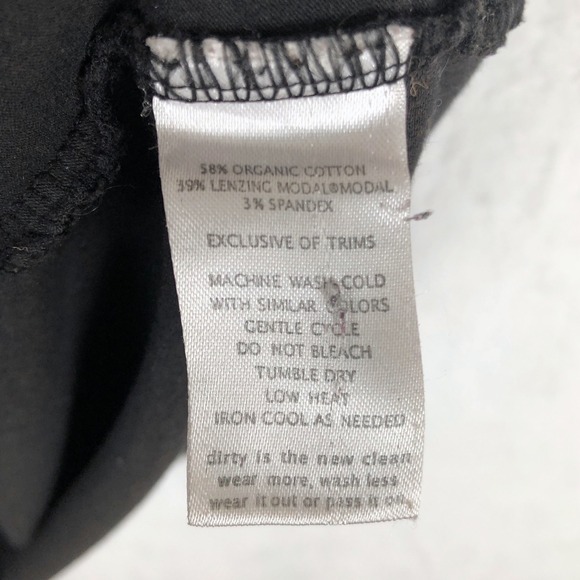 58% ORGANIC COTTON
39% LENZING MODAL®MODAL
3% SPANDEX
EXCLUSIVE OF TRIMS
MACHINE WASH COLD
WITH SIMILAR COLORS
GENTLE CYCLE
DO NOT BLEACH
TUMBLE DRY
LOW HEAT
IRON COOL AS NEEDED
dirty is the new clean
wear more, wash less
wear it out or pass it on